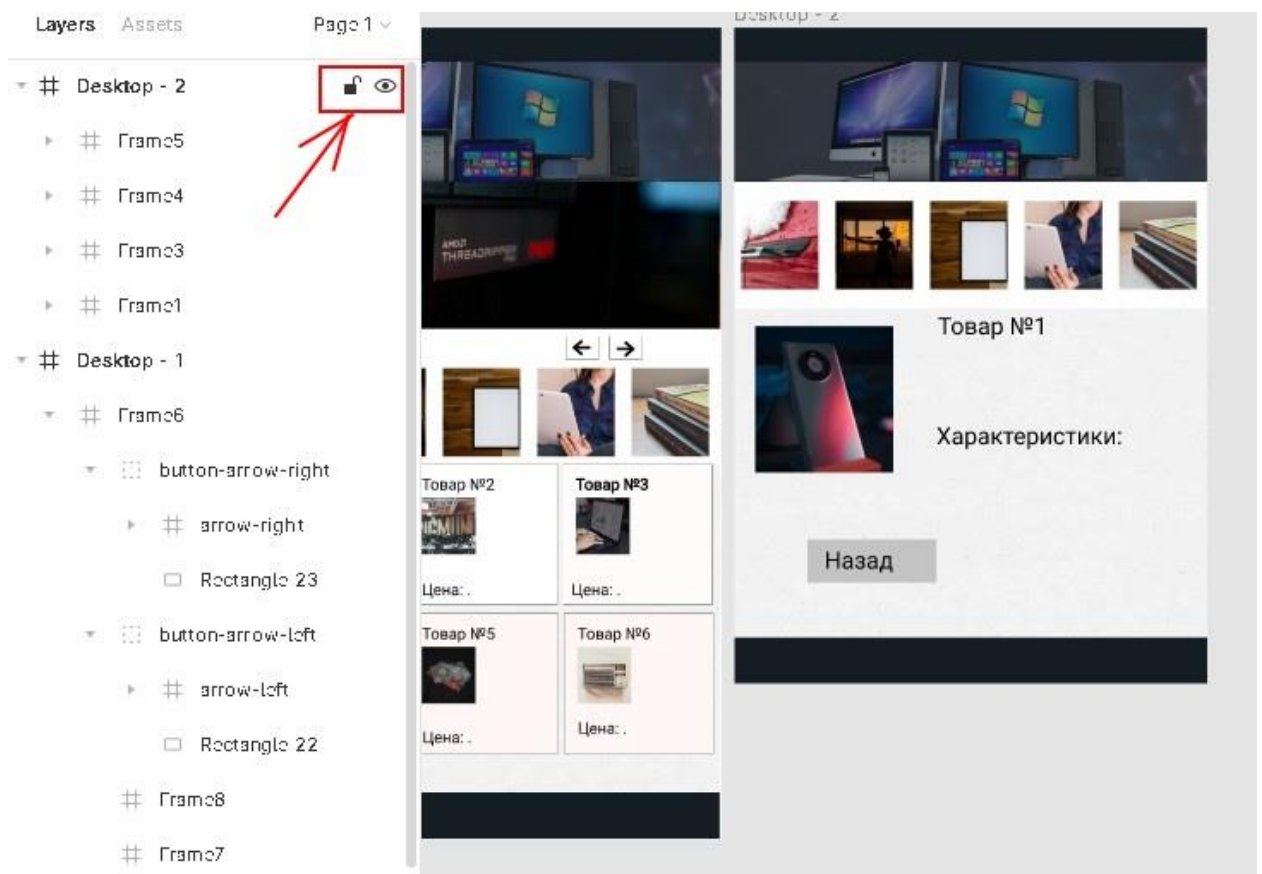 Layers Assets Page 1
Desktop - 2
Frame5
Frame4
Frame3
Frame1
Desktop - 1
Frame6
button-arrow-right
arrow-right
Rectangle 23
button-arrow-left
arrow-left
Rectangle 22
Frame8
Frame7
AMD
THREADRIPPER
Товар №2
Товар №3
Цена: .
Цена: .
Товар №5
Товар №6
Цена: .
Цена: .
Desktop - 2
Товар №1
Характеристики:
Назад